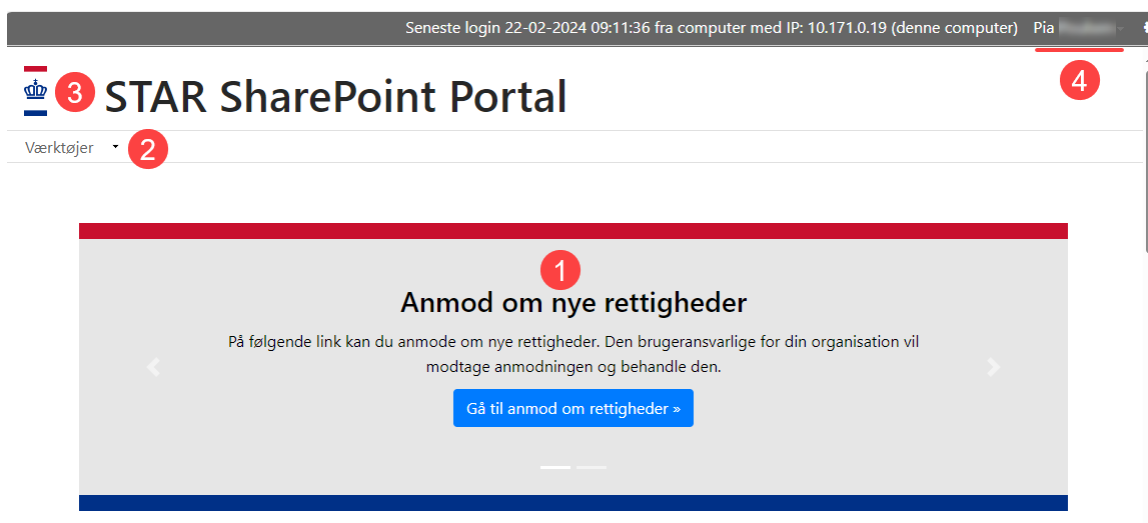 Seneste login 22-02-2024 09:11:36 fra computer med IP: 10.171.0.19 (denne computer) Pia
3 STAR SharePoint Portal
4
Værktøjer 2
1
Anmod om nye rettigheder
På følgende link kan du anmode om nye rettigheder. Den brugeransvarlige for din organisation vil
modtage anmodningen og behandle den.
Gå til anmod om rettigheder »